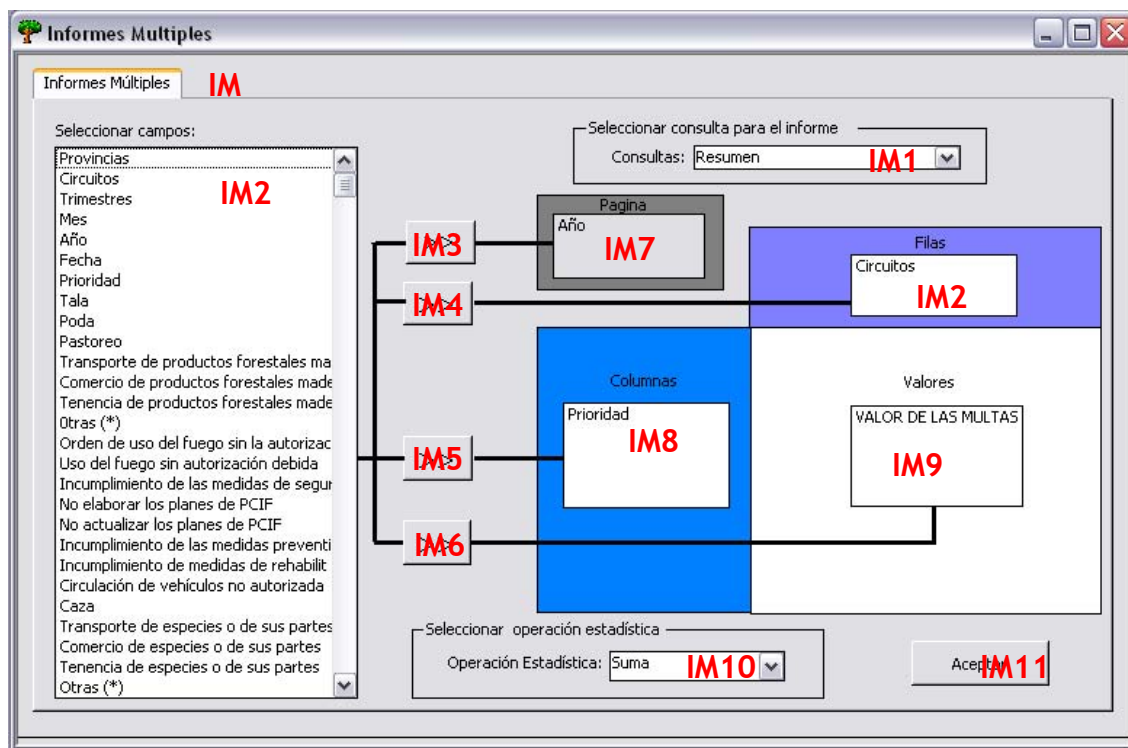 Informes Multiples
Informes Múltiples
IM
Seleccionar campos:
Provincias
Circuitos
Trimestres
Mes
Año
Fecha
Prioridad
Tala
Poda
Pastoreo
Transporte de productos forestales ma
Comercio de productos forestales made
Tenencia de productos forestales made
Otras (*)
Orden de uso del fuego sin la autorizac
Uso del fuego sin autorización debida
Incumplimiento de las medidas de segur
No elaborar los planes de PCIF
No actualizar los planes de PCIF
Incumplimiento de las medidas preventi
Incumplimiento de medidas de rehabilit
Circulación de vehículos no autorizada
Caza
Transporte de especies o de sus partes
Comercio de especies o de sus partes
Tenencia de especies o de sus partes
Otras (*)
IM2
Seleccionar consulta para el informe
Consultas: Resumen
IM1
IM3
IM4
IM5
IM6
Pagina
Año
IM7
Filas
Circuitos
IM2
Columnas
Prioridad
IM8
Valores
VALOR DE LAS MULTAS
IM9
Seleccionar operación estadística
Operación Estadística: Suma
IM10
Aceptar
IM11